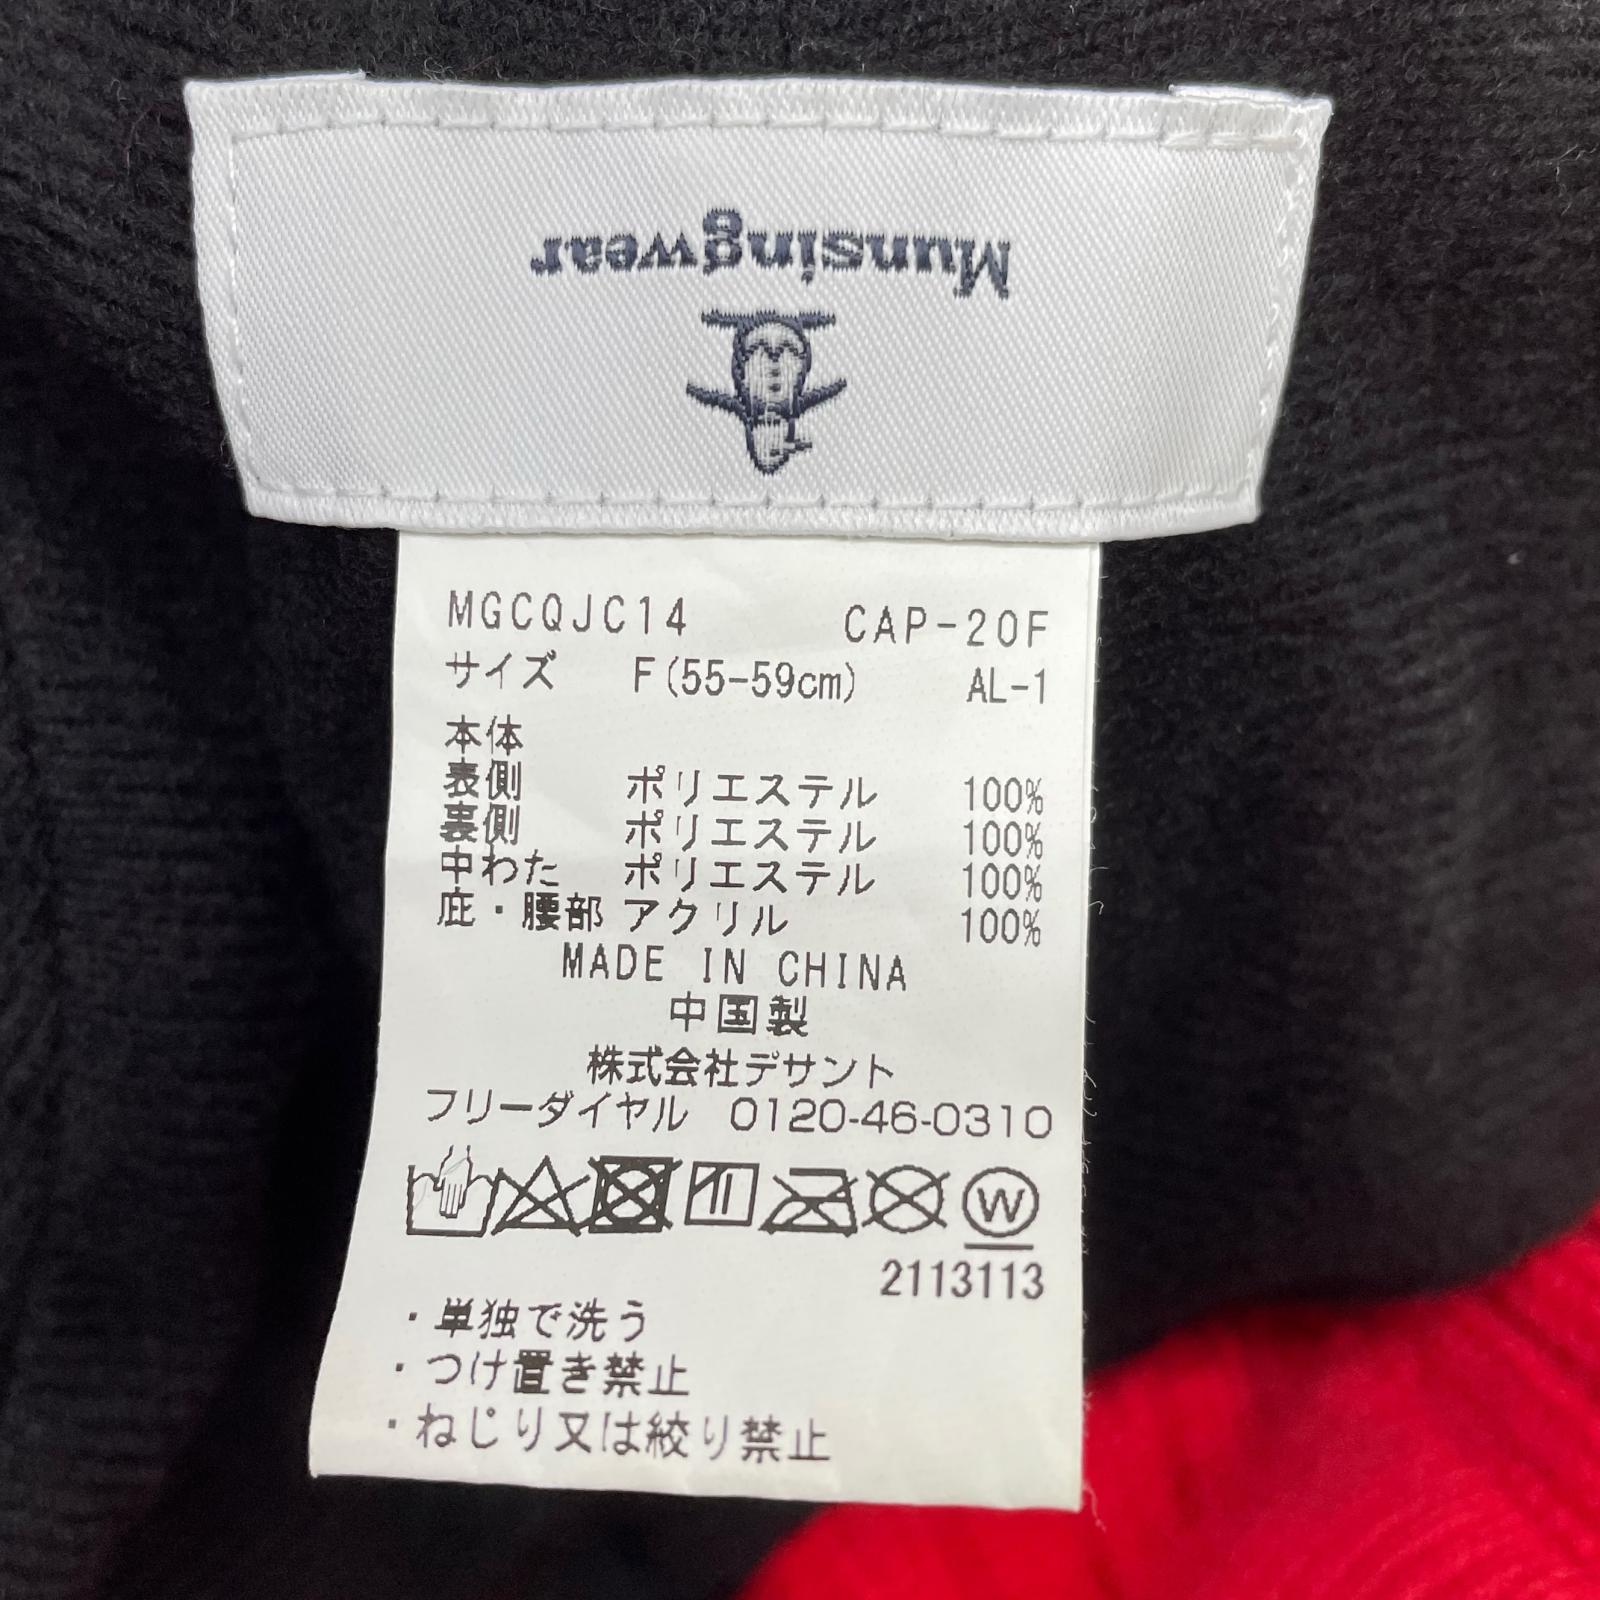 Munsingwear
MGCQJC14 CAP-20F
サイズ F(55-59cm) AL-1
本体
表側 ポリエステル 100%
裏側 ポリエステル 100%
中わた ポリエステル 100%
庇・腰部 アクリル 100%
MADE IN CHINA
中国製
株式会社デサント
フリーダイヤル 0120-46-0310
W
2113113
・単独で洗う
・つけ置き禁止
・ねじり又は絞り禁止